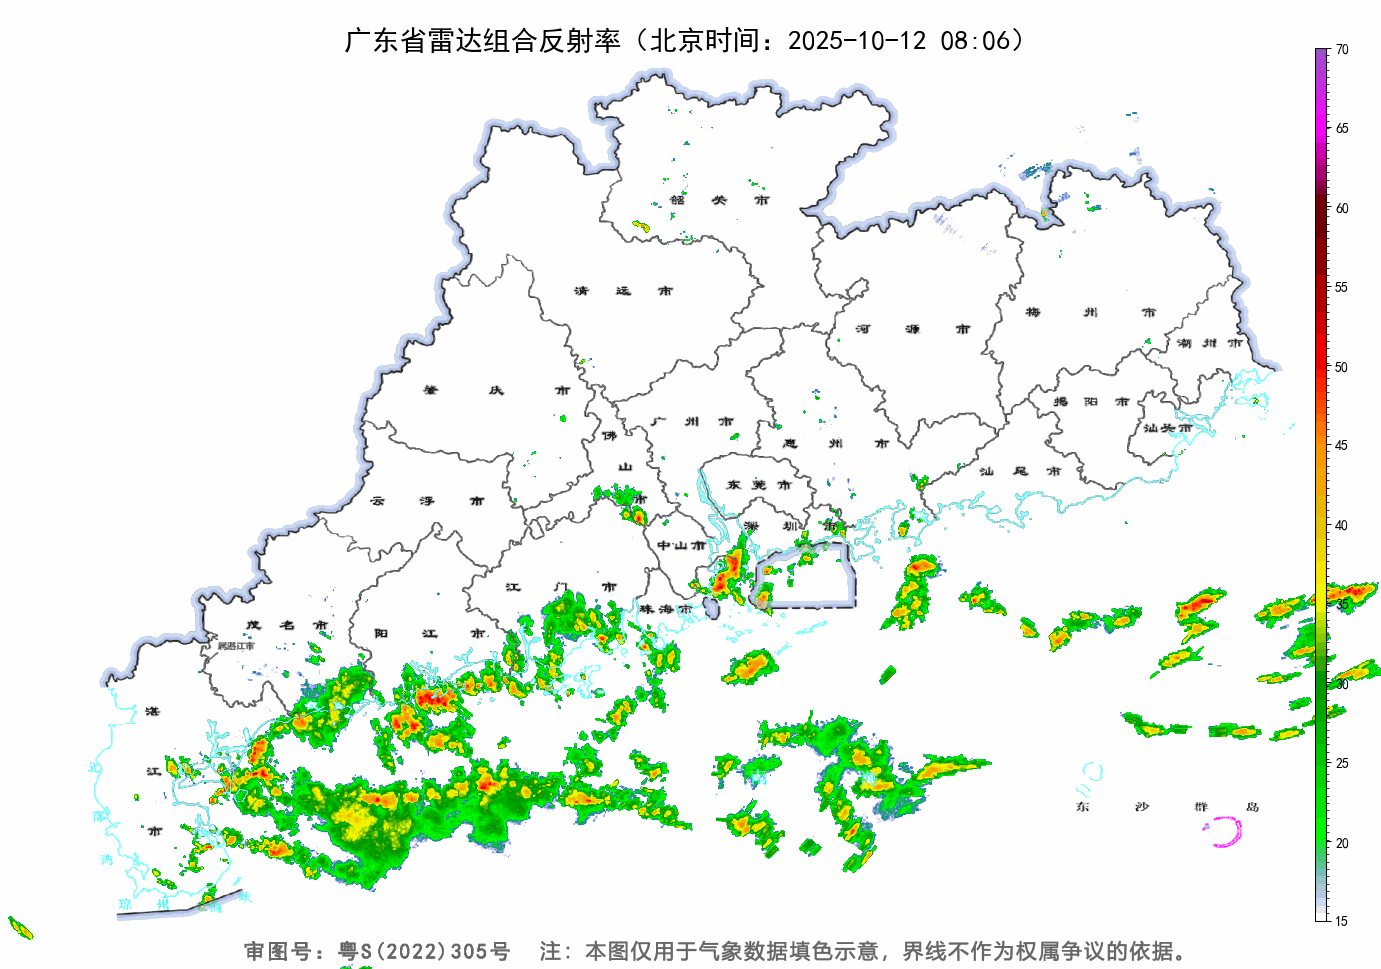 广东省雷达组合反射率（北京时间：2025-10-12 08:06）
70
65
60
55
50
45
40
35
30
25
20
15
韶关市
清远市
河源市
梅州市
潮州市
肇庆市
广州市
揭阳市
汕头市
佛山市
惠州市
汕尾市
云浮市
东莞市
深圳市
中山市
江门市
珠海市
茂名市
属湛江市
阳江市
湛江市
北部湾
琼州海峡
东沙群岛
审图号：粤S(2022)305号 注：本图仅用于气象数据填色示意，界线不作为权属争议的依据。